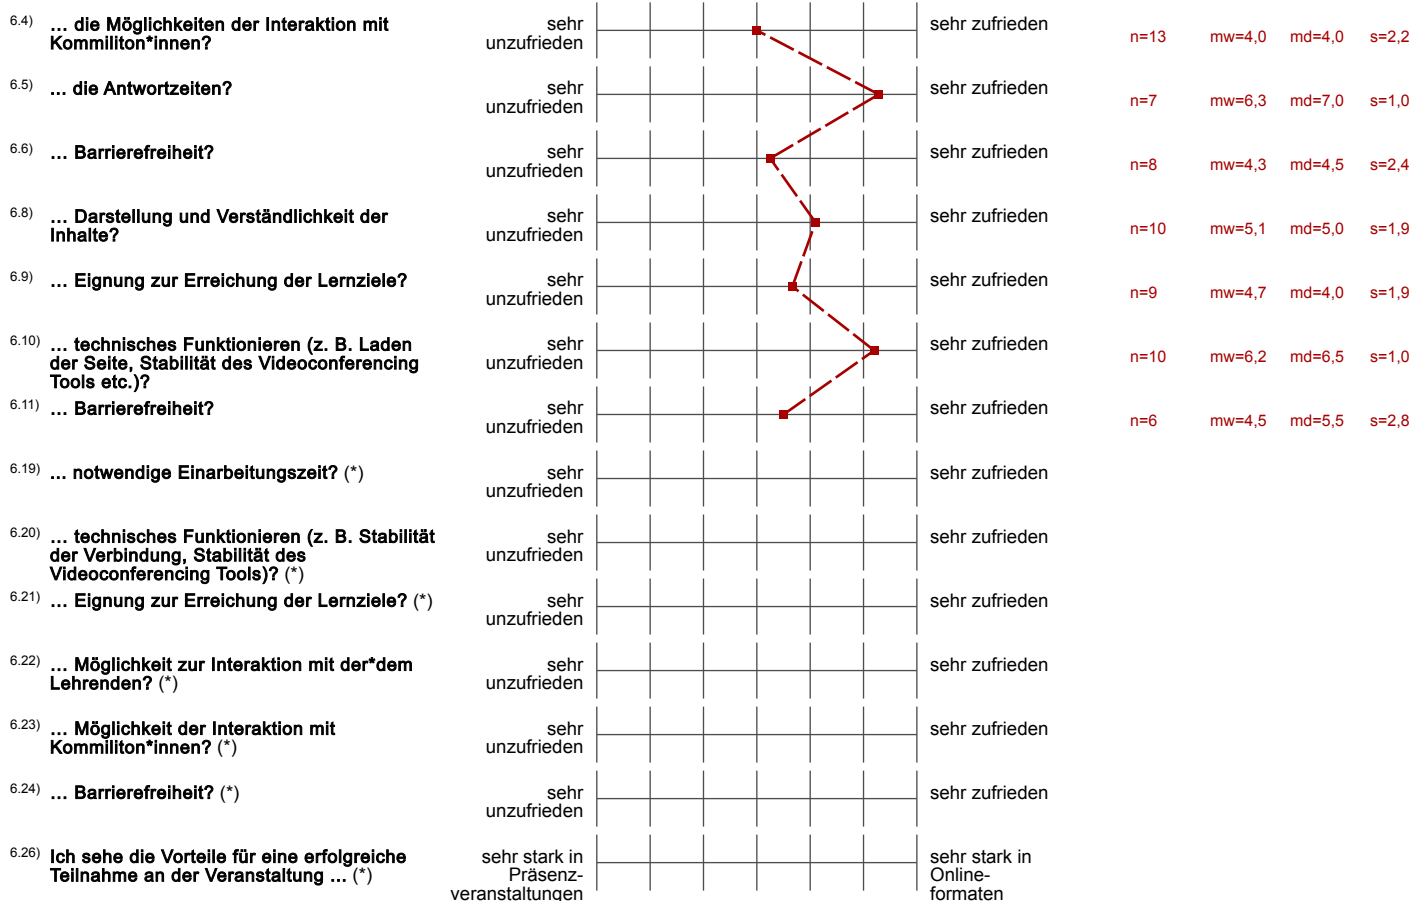 6.4) ... die Möglichkeiten der Interaktion mit Kommiliton*innen? sehr unzufrieden sehr zufrieden n=13 mw=4,0 md=4,0 s=2,2
6.5) ... die Antwortzeiten? sehr unzufrieden sehr zufrieden n=7 mw=6,3 md=7,0 s=1,0
6.6) ... Barrierefreiheit? sehr unzufrieden sehr zufrieden n=8 mw=4,3 md=4,5 s=2,4
6.8) ... Darstellung und Verständlichkeit der Inhalte? sehr unzufrieden sehr zufrieden n=10 mw=5,1 md=5,0 s=1,9
6.9) ... Eignung zur Erreichung der Lernziele? sehr unzufrieden sehr zufrieden n=9 mw=4,7 md=4,0 s=1,9
6.10) ... technisches Funktionieren (z. B. Laden der Seite, Stabilität des Videoconferencing Tools etc.)? sehr unzufrieden sehr zufrieden n=10 mw=6,2 md=6,5 s=1,0
6.11) ... Barrierefreiheit? sehr unzufrieden sehr zufrieden n=6 mw=4,5 md=5,5 s=2,8
6.19) ... notwendige Einarbeitungszeit? (*) sehr unzufrieden sehr zufrieden
6.20) ... technisches Funktionieren (z. B. Stabilität der Verbindung, Stabilität des Videoconferencing Tools)? (*) sehr unzufrieden sehr zufrieden
6.21) ... Eignung zur Erreichung der Lernziele? (*) sehr unzufrieden sehr zufrieden
6.22) ... Möglichkeit zur Interaktion mit der*dem Lehrenden? (*) sehr unzufrieden sehr zufrieden
6.23) ... Möglichkeit der Interaktion mit Kommiliton*innen? (*) sehr unzufrieden sehr zufrieden
6.24) ... Barrierefreiheit? (*) sehr unzufrieden sehr zufrieden
6.26) Ich sehe die Vorteile für eine erfolgreiche Teilnahme an der Veranstaltung ... (*) sehr stark in Präsenz-veranstaltungen sehr stark in Online-formaten